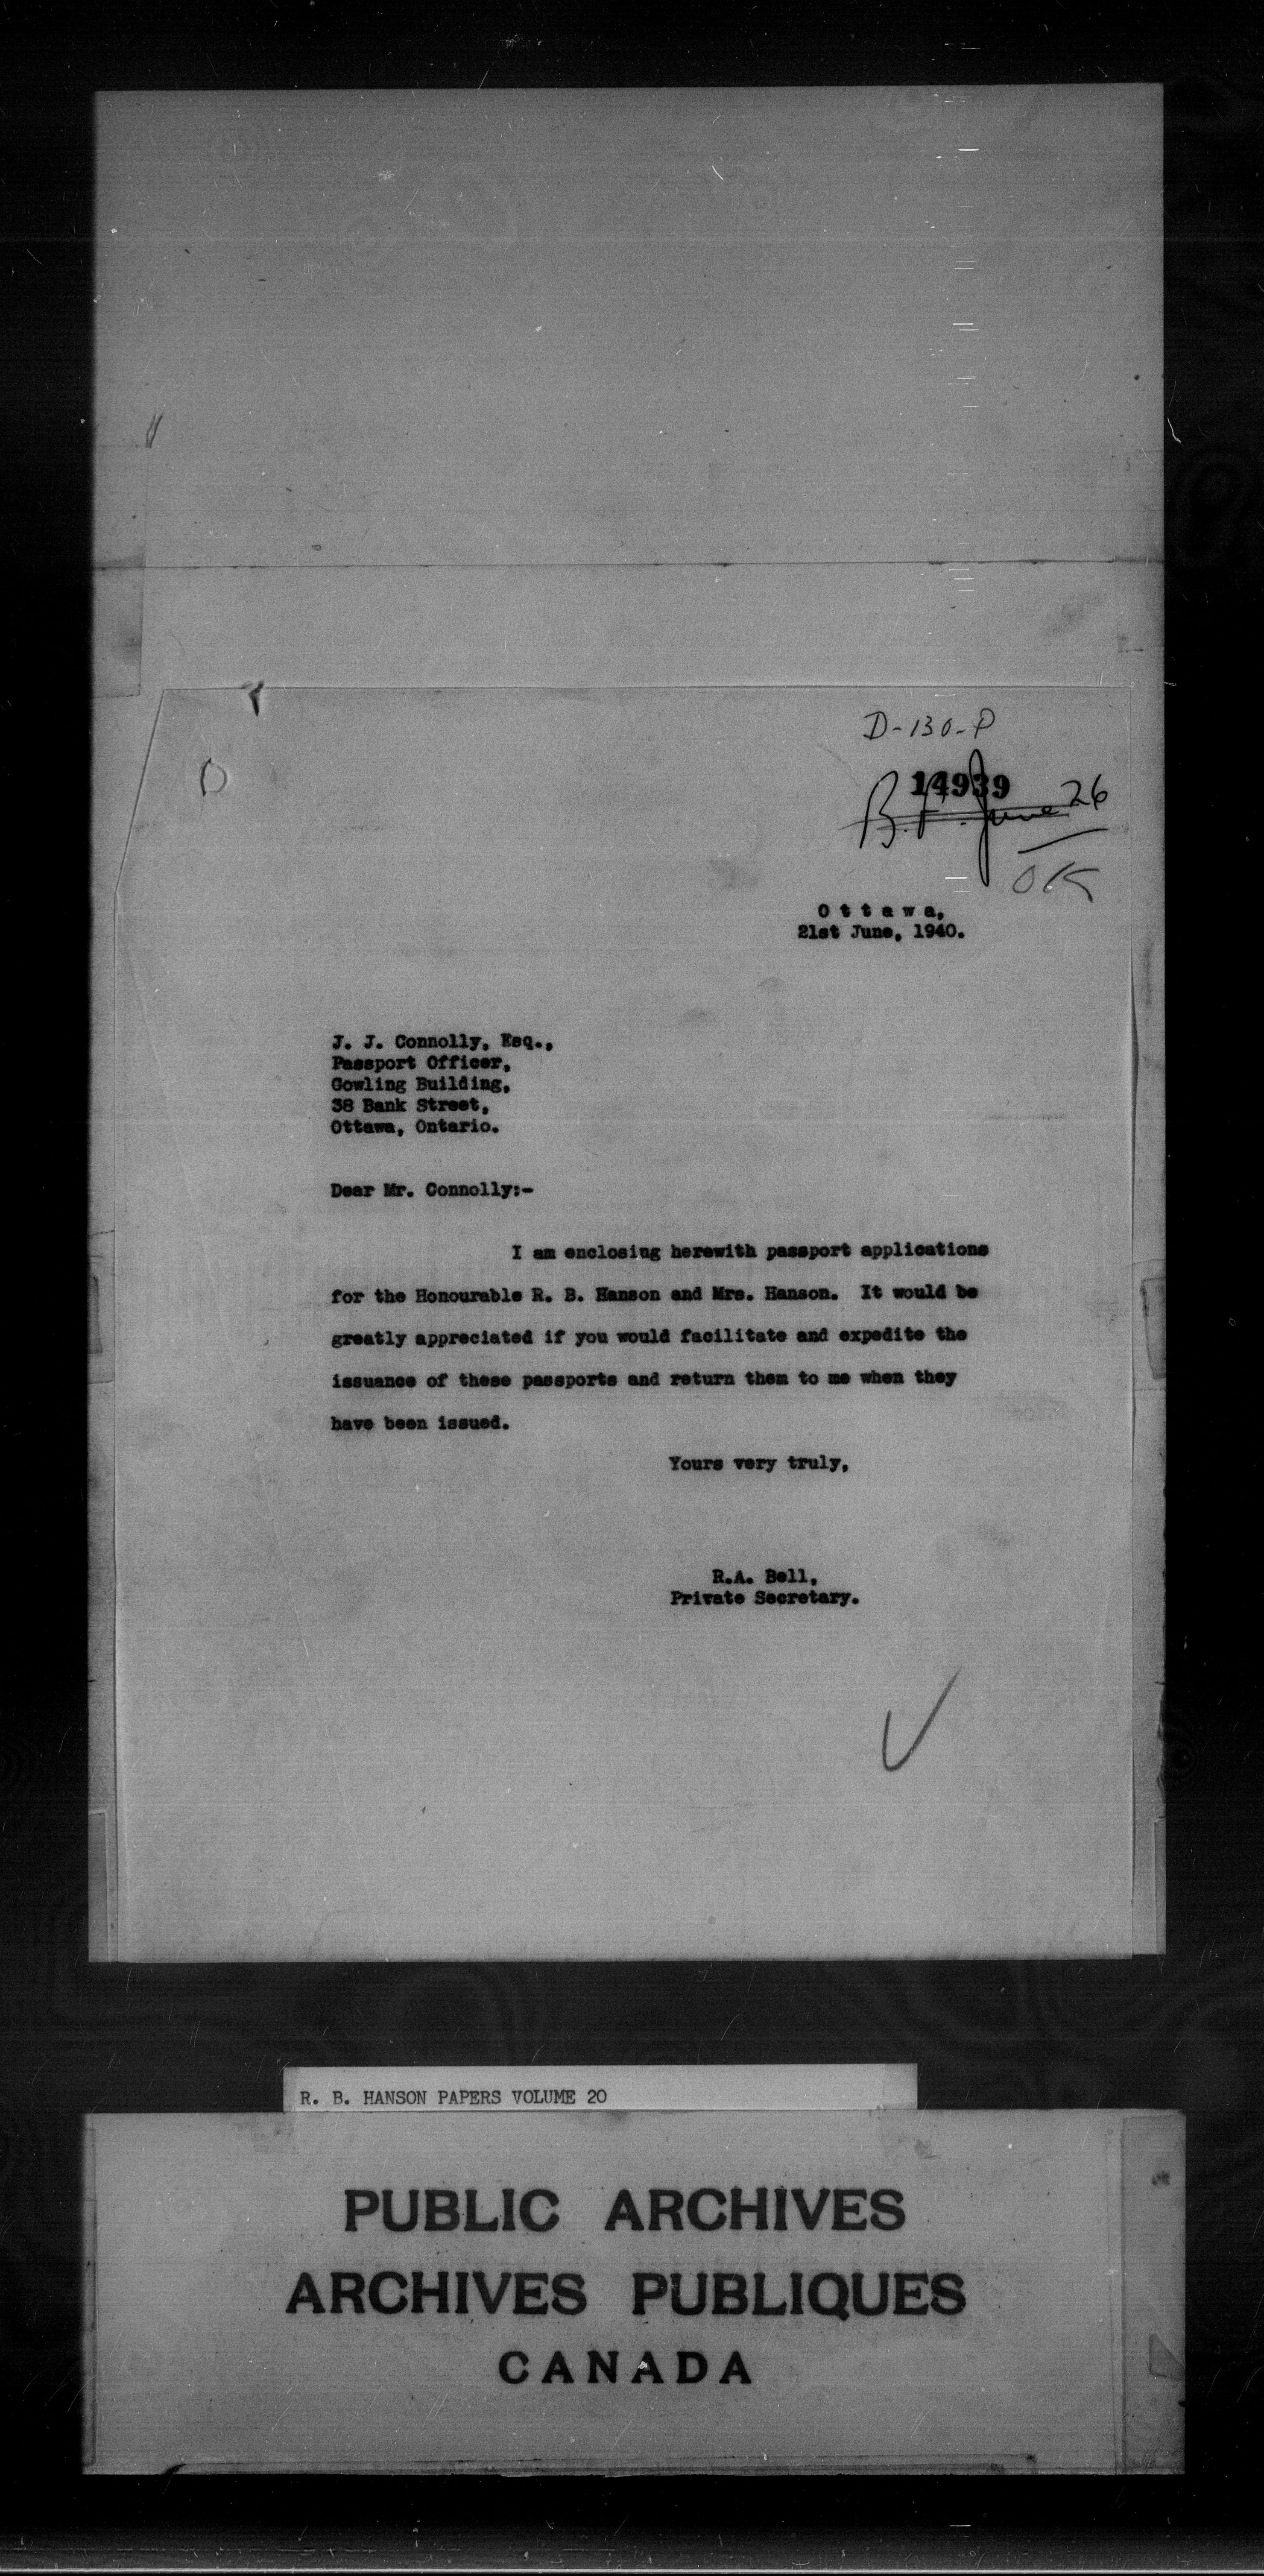 D-130-P
14939
B.F. June 26
OK
Ottawa,
21st June, 1940.
J. J. Connolly, Esq.,
Passport Officer,
Gowling Building,
38 Bank Street,
Ottawa, Ontario.
Dear Mr. Connolly:-
I am enclosing herewith passport applications
for the Honourable R. B. Hanson and Mrs. Hanson. It would be
greatly appreciated if you would facilitate and expedite the
issuance of these passports and return them to me when they
have been issued.
Yours very truly,
R.A. Bell,
Private Secretary.
R. B. HANSON PAPERS VOLUME 20
PUBLIC ARCHIVES
ARCHIVES PUBLIQUES
CANADA